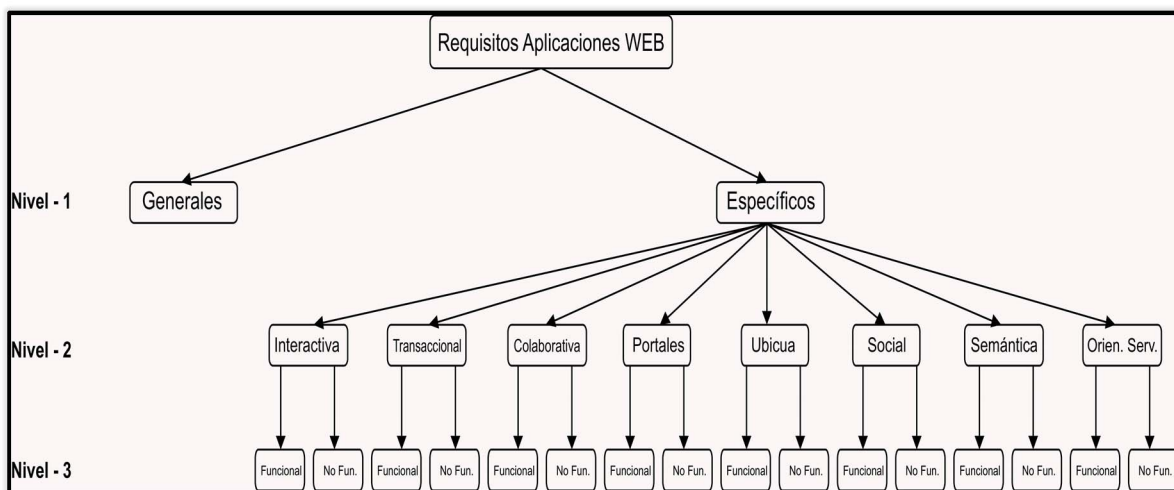 Requisitos Aplicaciones WEB
Nivel - 1
Generales
Específicos
Nivel - 2
Interactiva
Transaccional
Colaborativa
Portales
Ubicua
Social
Semántica
Orien. Serv.
Nivel - 3
Funcional
No Fun.
Funcional
No Fun.
Funcional
No Fun.
Funcional
No Fun.
Funcional
No Fun.
Funcional
No Fun.
Funcional
No Fun.
Funcional
No Fun.